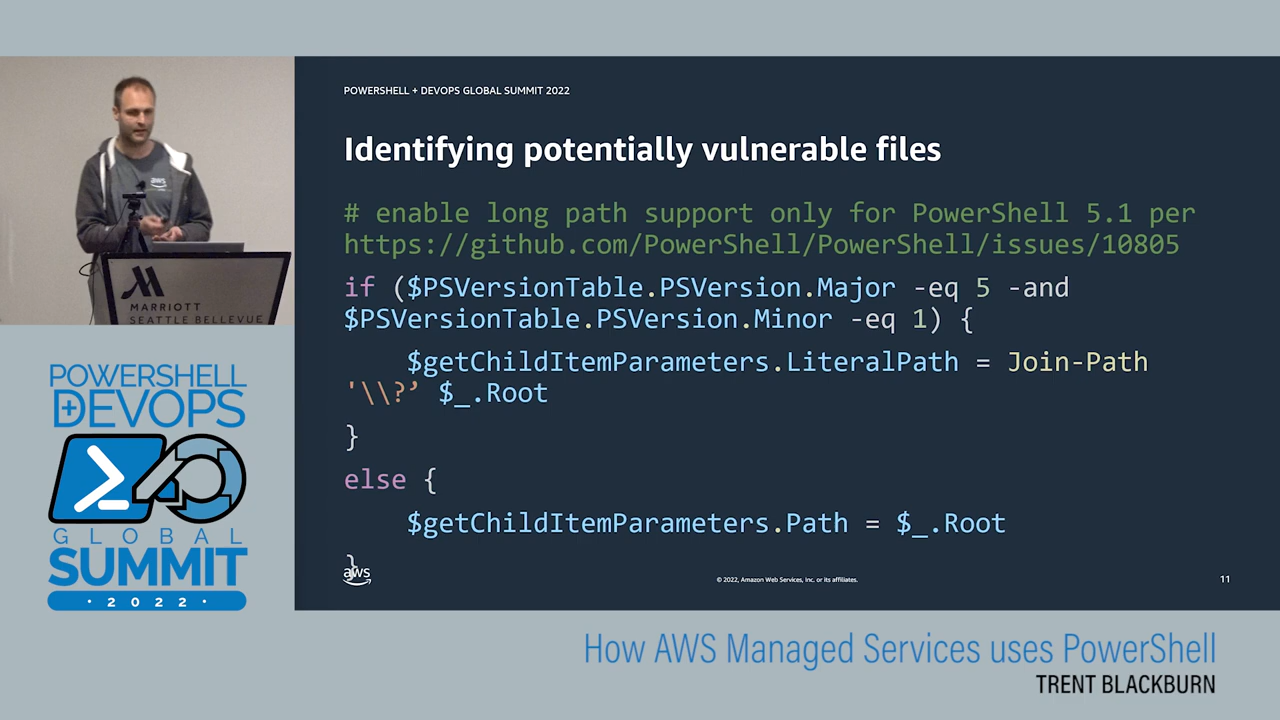 POWERSHELL + DEVOPS GLOBAL SUMMIT 2022
Identifying potentially vulnerable files
# enable long path support only for PowerShell 5.1 per
https://github.com/PowerShell/PowerShell/issues/10805
if ($PSVersionTable.PSVersion.Major -eq 5 -and
$PSVersionTable.PSVersion.Minor -eq 1) {
    $getChildItemParameters.LiteralPath = Join-Path
'\\?’ $_.Root
}
else {
    $getChildItemParameters.Path = $_.Root
}
aws
© 2022, Amazon Web Services, Inc. or its affiliates.
11
aws
MARRIOTT
SEATTLE BELLEVUE
POWERSHELL
+ DEVOPS
GLOBAL
SUMMIT
· 2022 ·
How AWS Managed Services uses PowerShell
TRENT BLACKBURN